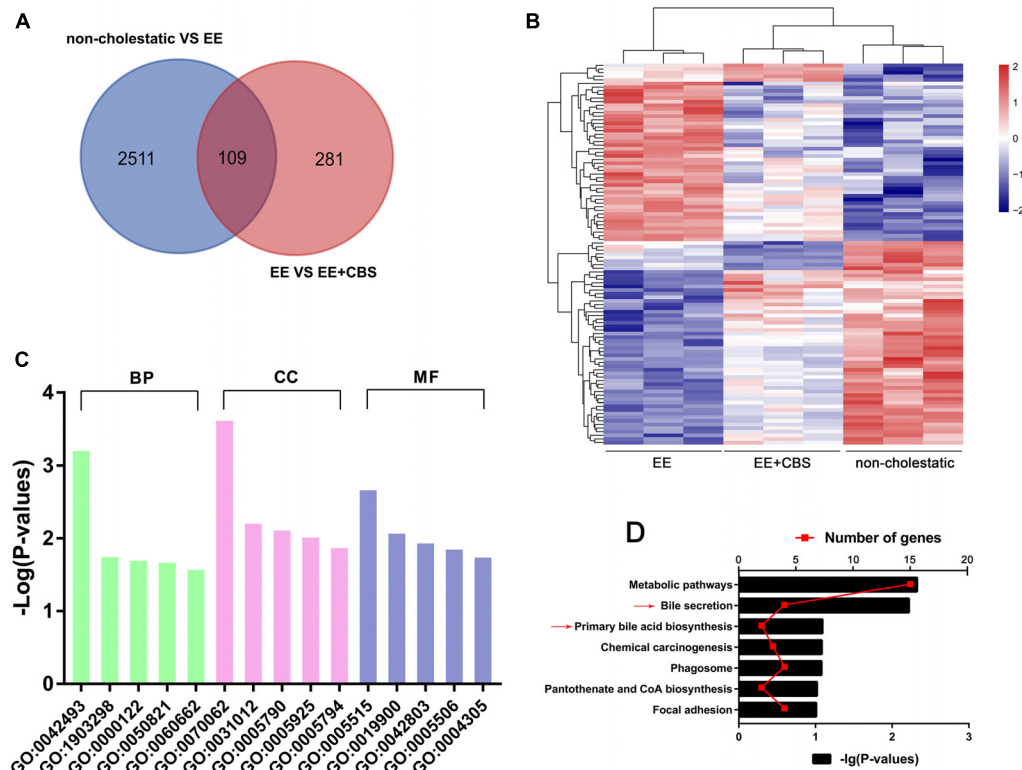 A
non-cholestatic VS EE
2511
109
281
EE VS EE+CBS
B
2
1
0
−1
−2
EE
EE+CBS
non-cholestatic
C
BP
CC
MF
-Log(P-values)
4
3
2
1
0
GO:0042493
GO:1903298
GO:0000122
GO:0050821
GO:0060662
GO:0070062
GO:0031012
GO:0005790
GO:0005925
GO:0005794
GO:0005515
GO:0019900
GO:0042803
GO:0005506
GO:0004305
D
Number of genes
0 5 10 15 20
Metabolic pathways
Bile secretion
Primary bile acid biosynthesis
Chemical carcinogenesis
Phagosome
Pantothenate and CoA biosynthesis
Focal adhesion
0 1 2 3
-lg(P-values)